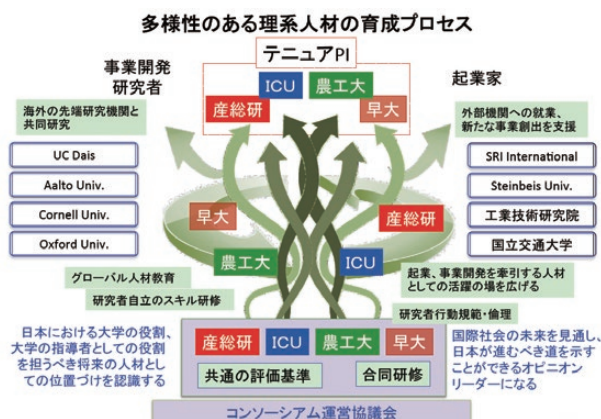 多様性のある理系人材の育成プロセス
テニュアPI
事業開発
研究者
ICU
農工大
起業家
産総研
早大
海外の先端研究機関と
共同研究
外部機関への就業、
新たな事業創出を支援
UC Dais
Aalto Univ.
Cornell Univ.
Oxford Univ.
SRI International
Steinbeis Univ.
工業技術研究院
国立交通大学
早大
産総研
農工大
ICU
グローバル人材教育
研究者自立のスキル研修
起業、事業開発を牽引する人材
としての活躍の場を広げる
研究者行動規範・倫理
日本における大学の役割、
大学の指導者としての役割
を担うべき将来の人材とし
ての位置づけを認識する
産総研
ICU
農工大
早大
共通の評価基準
合同研修
国際社会の未来を見通し、
日本が進むべき道を示す
ことができるオピニオン
リーダーになる
コンソーシアム運営協議会